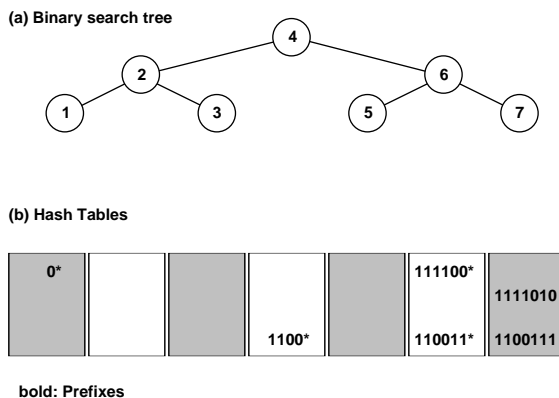 (a) Binary search tree
4
2 6
1 3 5 7
(b) Hash Tables
0* 111100*
1111010
1100* 110011* 1100111
bold: Prefixes